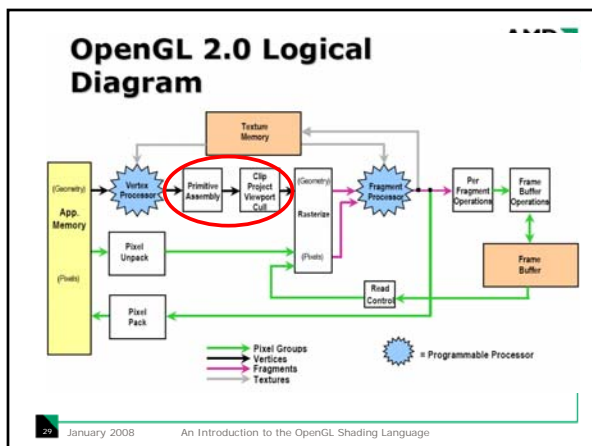 AMD
OpenGL 2.0 Logical
Diagram
Texture
Memory
(Geometry)
App.
Memory
(Pixels)
Vertex
Processor
Primitive
Assembly
Clip
Project
Viewport
Cull
(Geometry)
Rasterize
(Pixels)
Fragment
Processor
Per
Fragment
Operations
Frame
Buffer
Operations
Pixel
Unpack
Frame
Buffer
Read
Control
Pixel
Pack
Pixel Groups
Vertices
Fragments
Textures
= Programmable Processor
29
January 2008
An Introduction to the OpenGL Shading Language